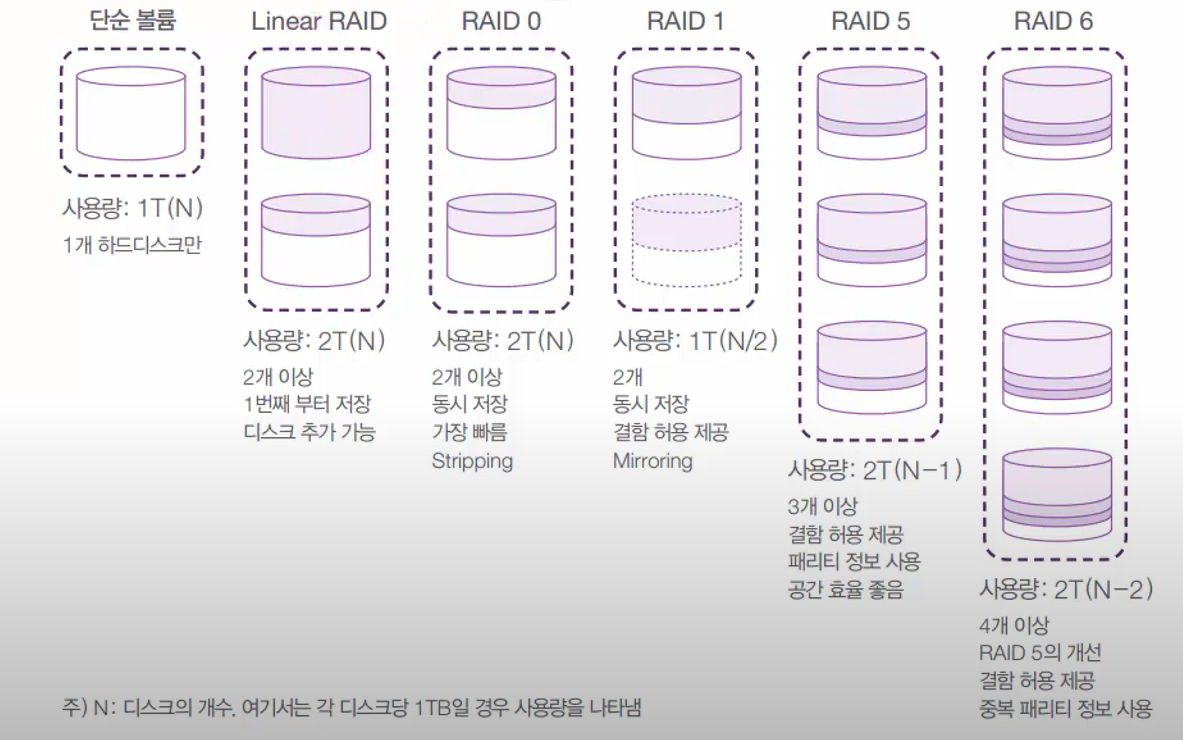 단순 볼륨
사용량: 1T(N)
1개 하드디스크만
Linear RAID
사용량: 2T(N)
2개 이상
1번째 부터 저장
디스크 추가 가능
RAID 0
사용량: 2T(N)
2개 이상
동시 저장
가장 빠름
Stripping
RAID 1
사용량: 1T(N/2)
2개
동시 저장
결함 허용 제공
Mirroring
RAID 5
사용량: 2T(N-1)
3개 이상
결함 허용 제공
패리티 정보 사용
공간 효율 좋음
RAID 6
사용량: 2T(N-2)
4개 이상
RAID 5의 개선
결함 허용 제공
중복 패리티 정보 사용
주) N: 디스크의 개수. 여기서는 각 디스크당 1TB일 경우 사용량을 나타냄